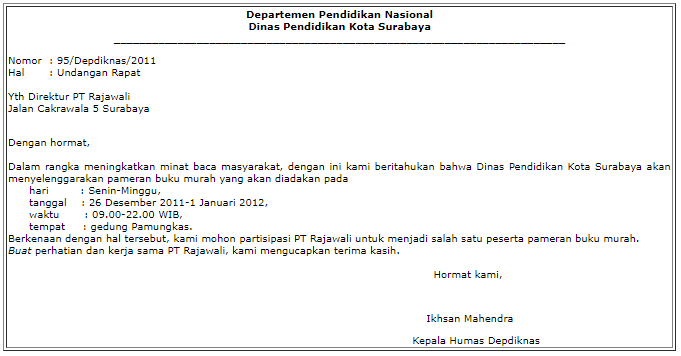 Departemen Pendidikan Nasional
Dinas Pendidikan Kota Surabaya
Nomor : 95/Depdiknas/2011
Hal : Undangan Rapat
Yth Direktur PT Rajawali
Jalan Cakrawala 5 Surabaya
Dengan hormat,
Dalam rangka meningkatkan minat baca masyarakat, dengan ini kami beritahukan bahwa Dinas Pendidikan Kota Surabaya akan
menyelenggarakan pameran buku murah yang akan diadakan pada
hari : Senin-Minggu,
tanggal : 26 Desember 2011-1 Januari 2012,
waktu : 09.00-22.00 WIB,
tempat : gedung Pamungkas.
Berkenaan dengan hal tersebut, kami mohon partisipasi PT Rajawali untuk menjadi salah satu peserta pameran buku murah.
Buat perhatian dan kerja sama PT Rajawali, kami mengucapkan terima kasih.
Hormat kami,
Ikhsan Mahendra
Kepala Humas Depdiknas